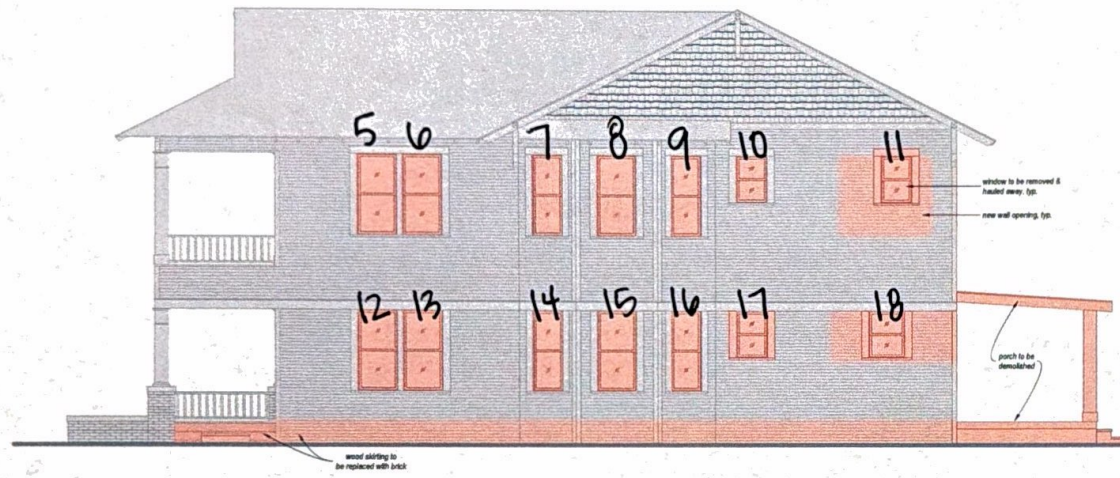 5 6 7 8 9 10 11
window to be removed &
hauled away, typ.
new wall opening, typ.
12 13 14 15 16 17 18
porch to be
demolished
wood skirting to
be replaced with brick